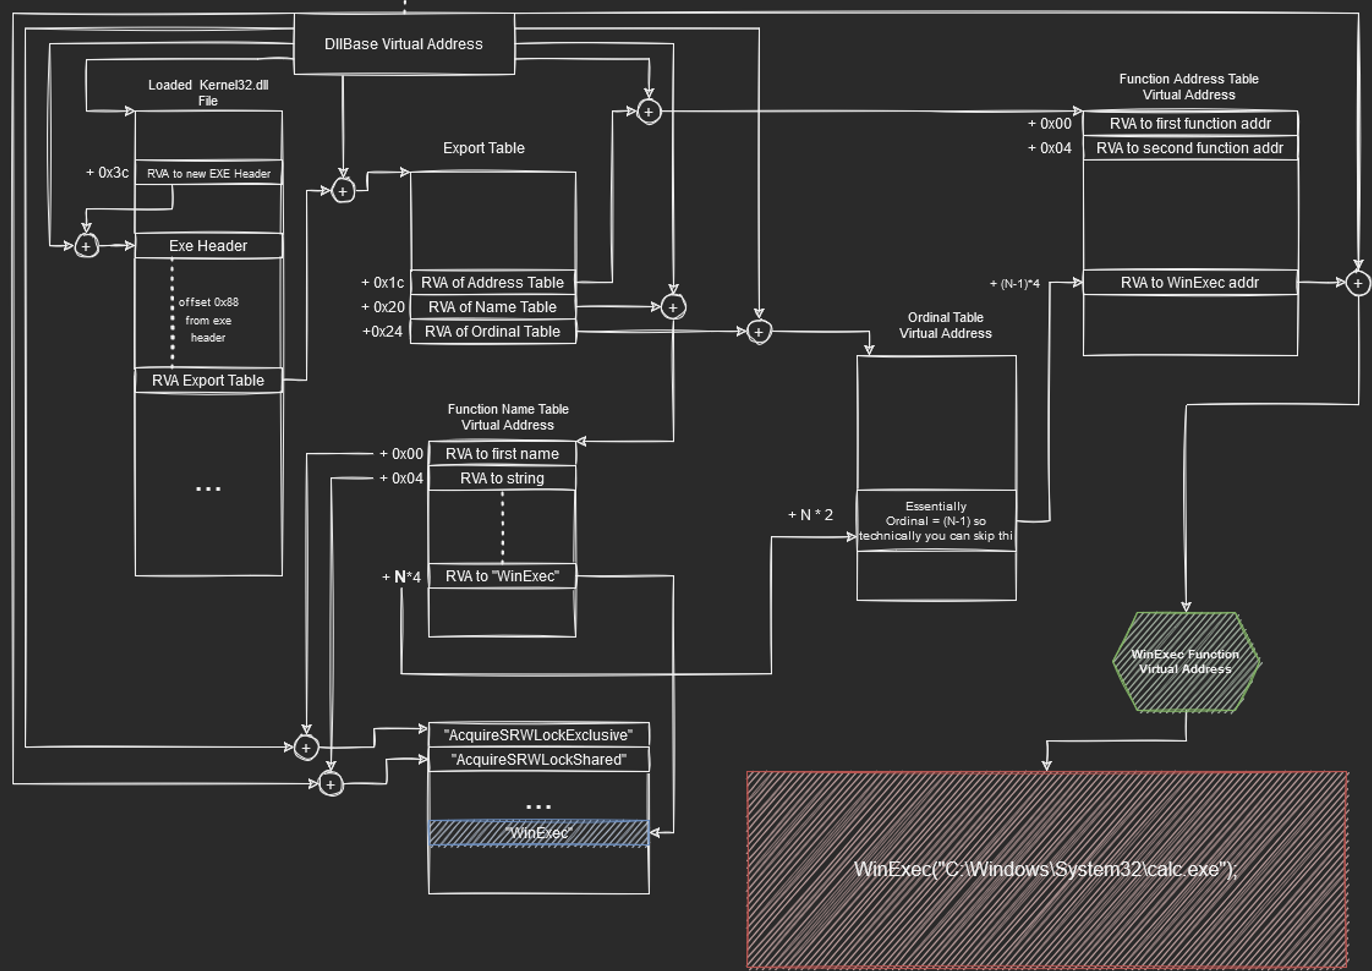 DllBase Virtual Address
Loaded Kernel32.dll
File
+ 0x3c
RVA to new EXE Header
+
Exe Header
offset 0x88
from exe
header
RVA Export Table
...
+
Export Table
+ 0x1c
RVA of Address Table
+ 0x20
RVA of Name Table
+0x24
RVA of Ordinal Table
+
+
+
Function Name Table
Virtual Address
+ 0x00
RVA to first name
+ 0x04
RVA to string
+ N*4
RVA to "WinExec"
+
+
"AcquireSRWLockExclusive"
"AcquireSRWLockShared"
...
"WinExec"
Ordinal Table
Virtual Address
+ N * 2
Essentially
Ordinal = (N-1) so
technically you can skip thi
Function Address Table
Virtual Address
+ 0x00
RVA to first function addr
+ 0x04
RVA to second function addr
+ (N-1)*4
RVA to WinExec addr
+
WinExec Function
Virtual Address
WinExec("C:\Windows\System32\calc.exe");